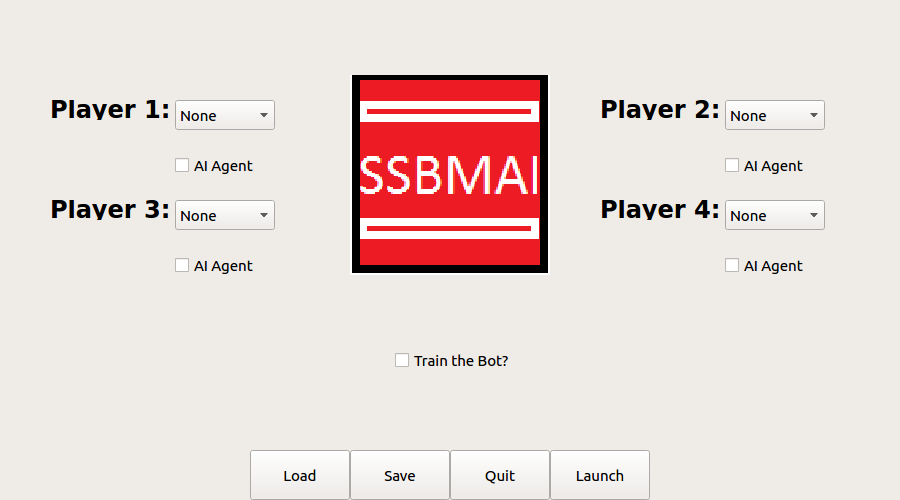 Player 1: None
Player 2: None
AI Agent
AI Agent
SSBMAI
Player 3: None
Player 4: None
AI Agent
AI Agent
Train the Bot?
Load Save Quit Launch